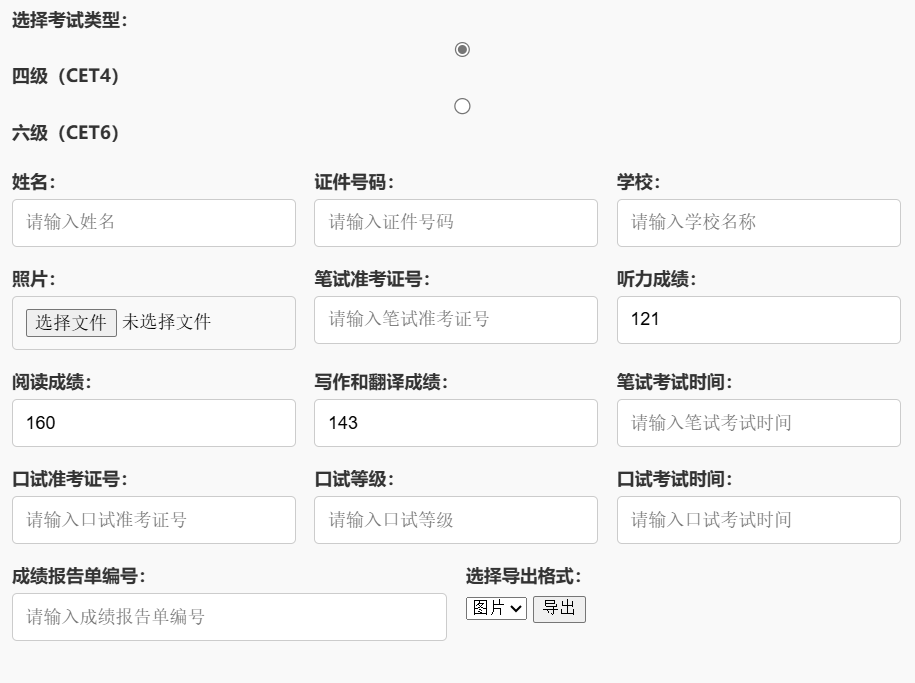 选择考试类型：
四级（CET4）
六级（CET6）
姓名： 证件号码： 学校：
请输入姓名 请输入证件号码 请输入学校名称
照片： 笔试准考证号： 听力成绩：
选择文件 未选择文件 请输入笔试准考证号 121
阅读成绩： 写作和翻译成绩： 笔试考试时间：
160 143 请输入笔试考试时间
口试准考证号： 口试等级： 口试考试时间：
请输入口试准考证号 请输入口试等级 请输入口试考试时间
成绩报告单编号： 选择导出格式：
请输入成绩报告单编号 图片 导出